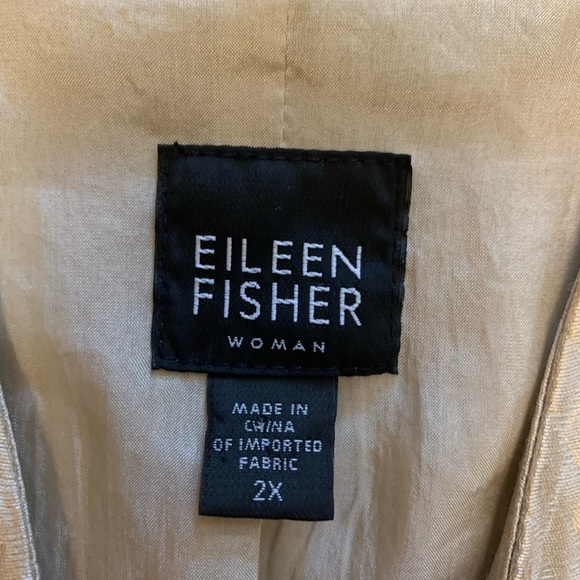 EILEEN
FISHER
WOMAN
MADE IN
CHINA
OF IMPORTED
FABRIC
2X